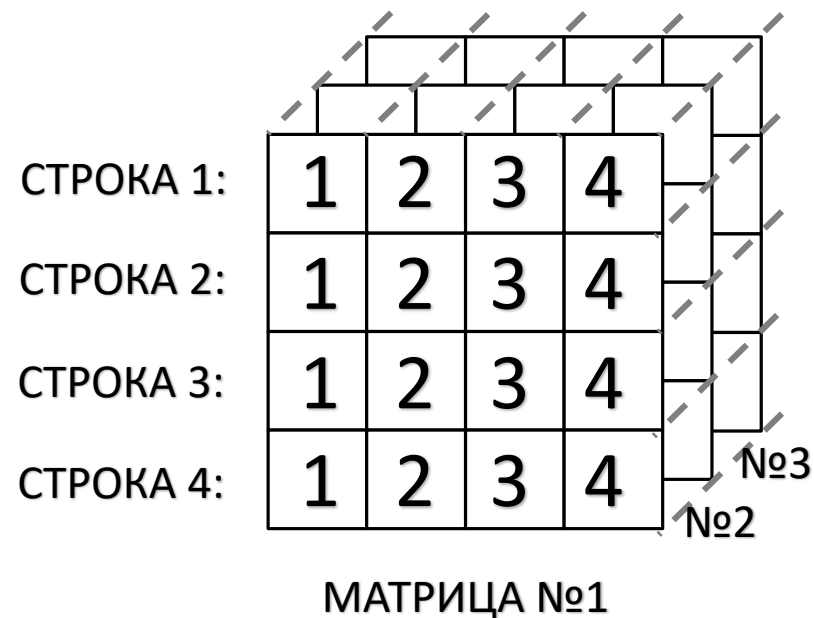 СТРОКА 1: 1 2 3 4
СТРОКА 2: 1 2 3 4
СТРОКА 3: 1 2 3 4
СТРОКА 4: 1 2 3 4
№3
№2
МАТРИЦА №1